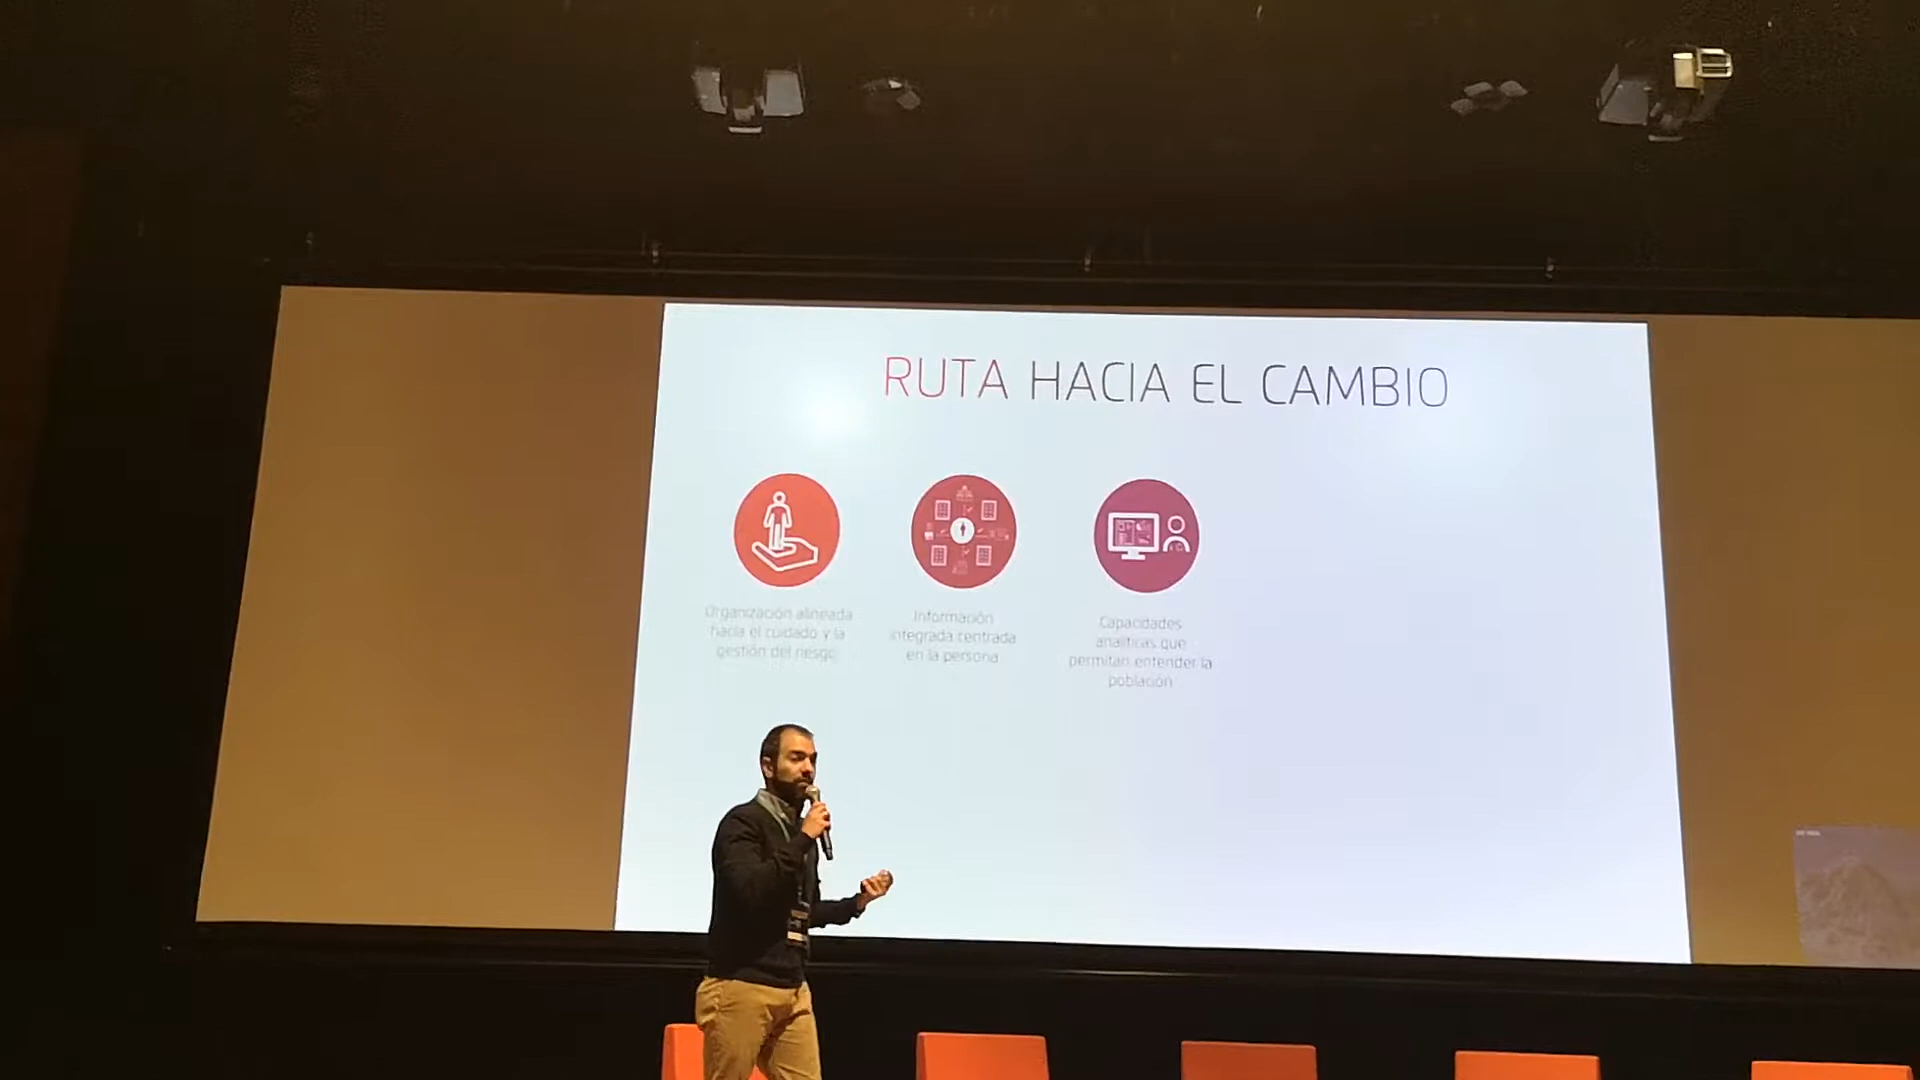 RUTA HACIA EL CAMBIO
Organización alineada
hacia el cuidado y la
gestión del riesgo
Información
integrada centrada
en la persona
Capacidades
analíticas que
permitan entender la
población